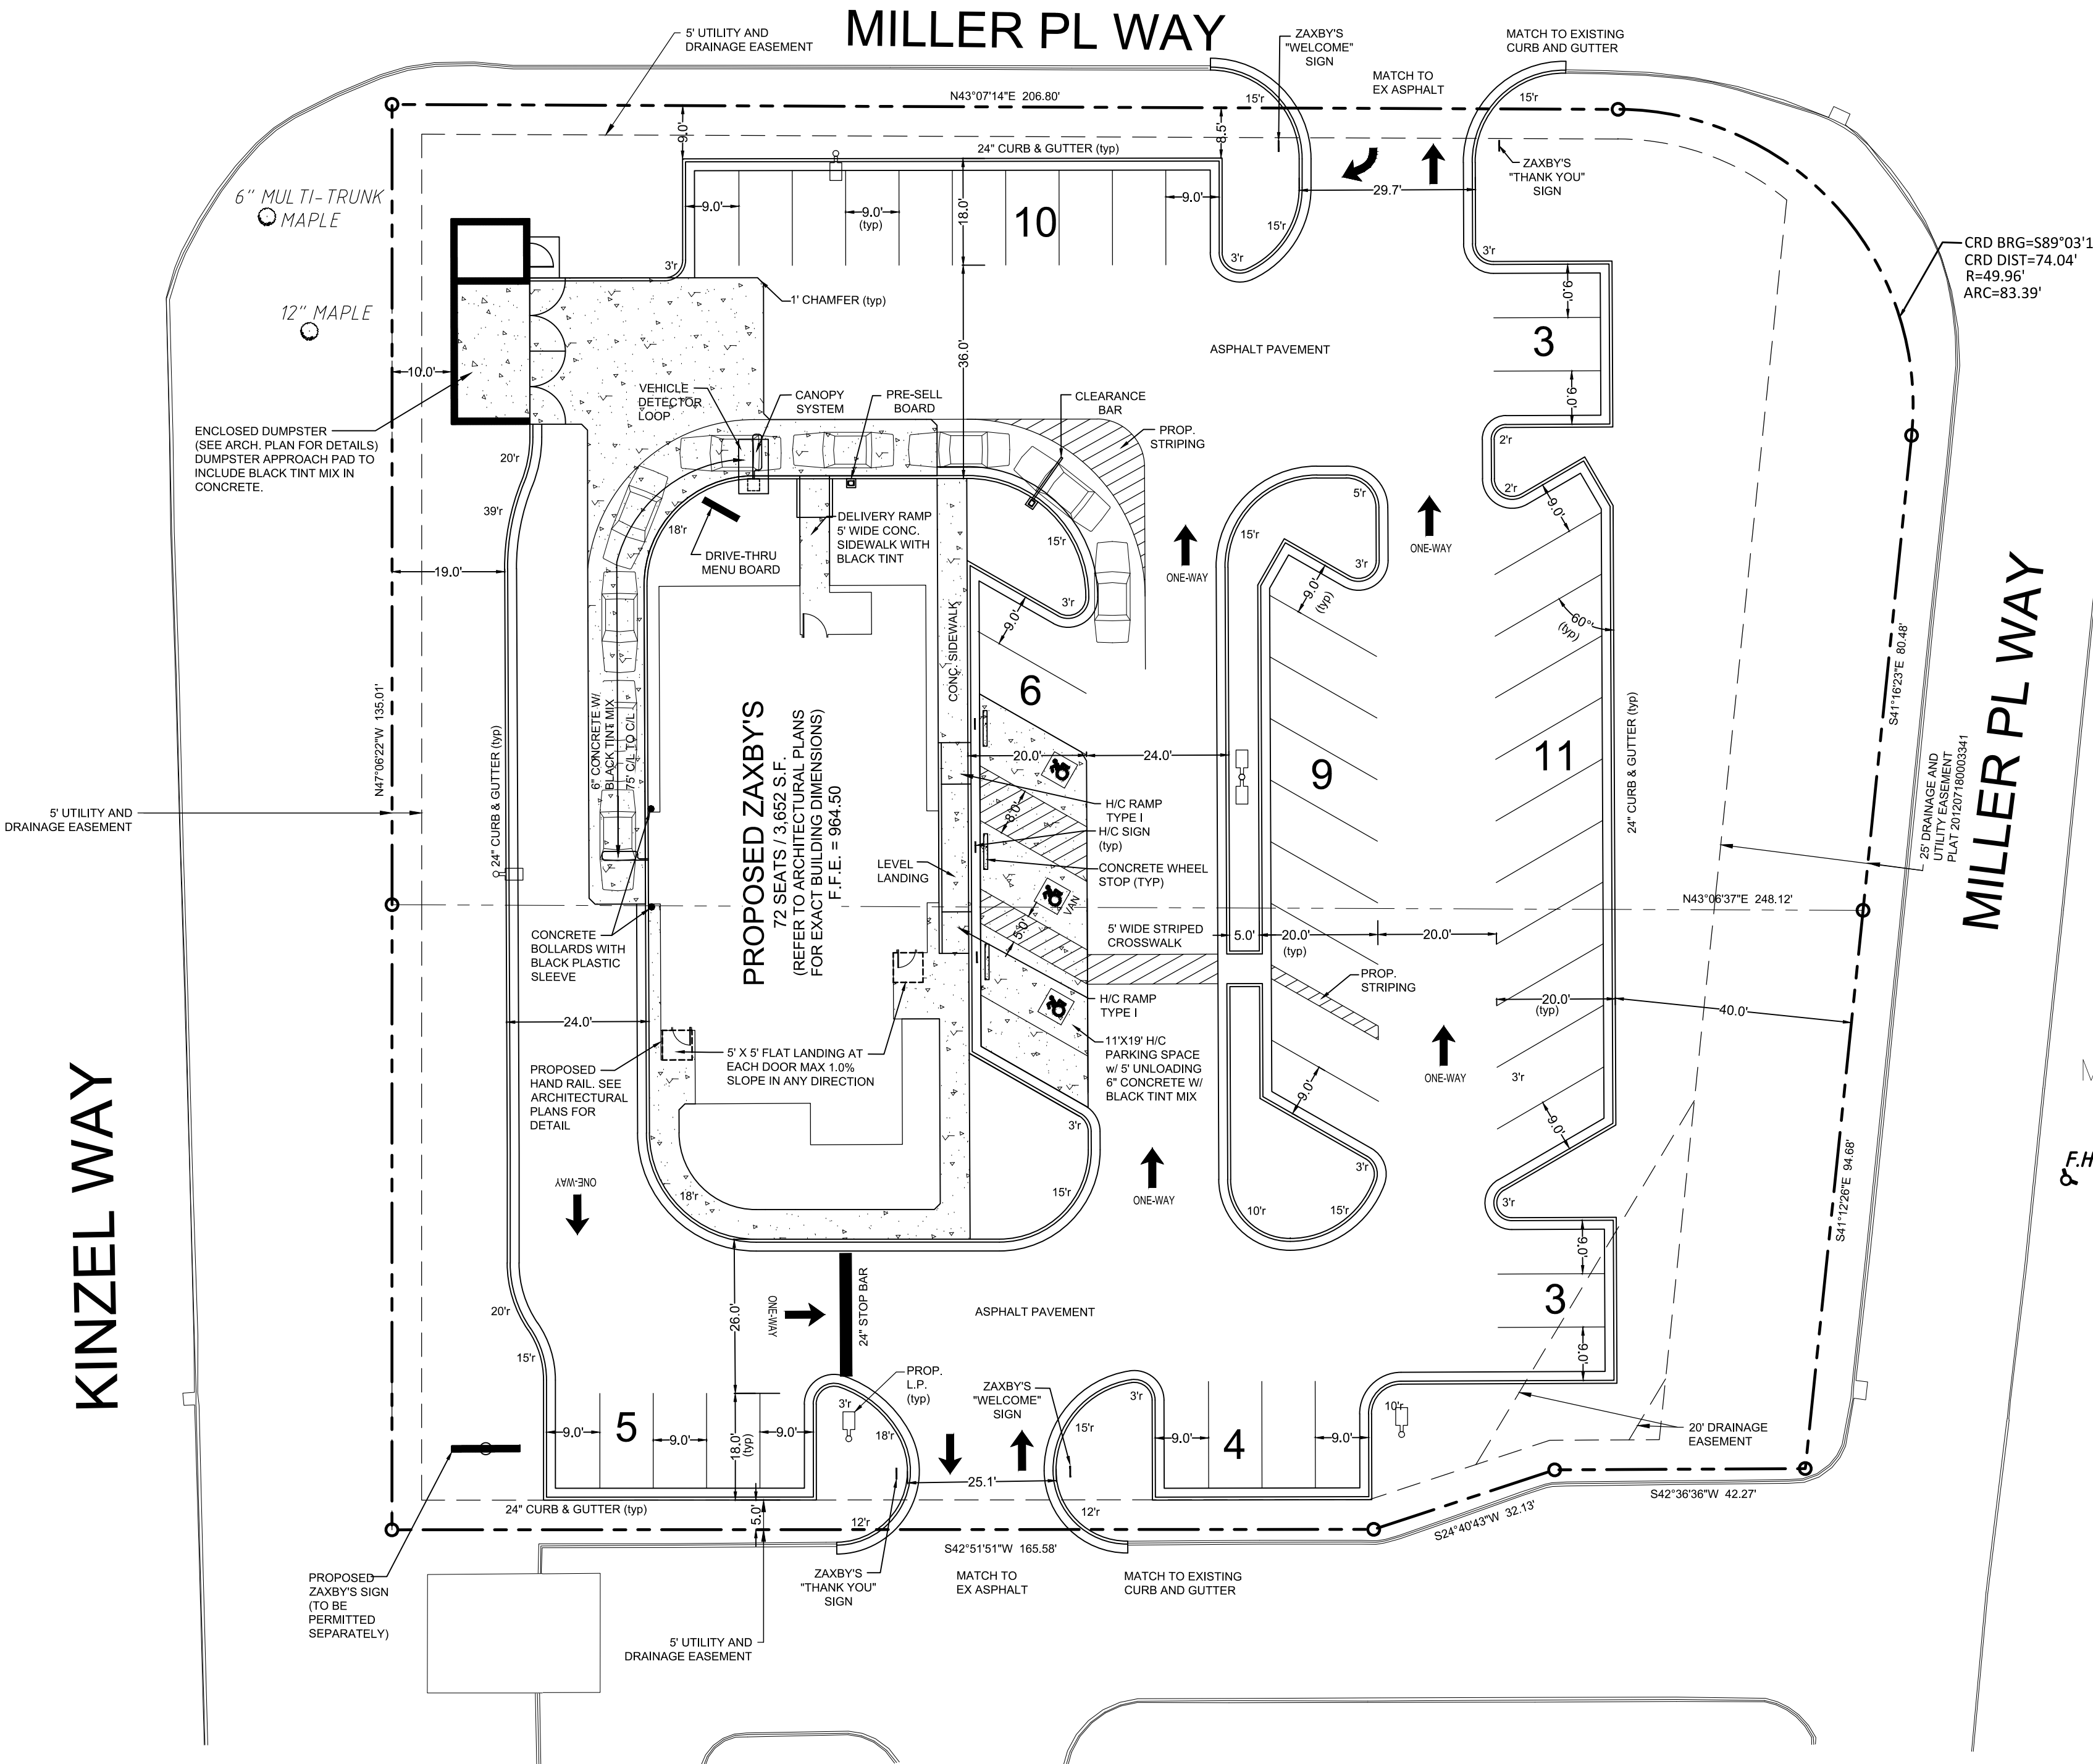 MILLER PL WAY
5' UTILITY AND
DRAINAGE EASEMENT
ZAXBY'S
"WELCOME"
SIGN
MATCH TO EXISTING
CURB AND GUTTER
MATCH TO
EX ASPHALT
N43°07'14"E 206.80'
15'r
15'r
9.0'
8.5'
24" CURB & GUTTER (typ)
ZAXBY'S
"THANK YOU"
SIGN
29.7'
6" MULTI-TRUNK
MAPLE
9.0'
9.0'
(typ)
18.0'
10
9.0'
15'r
3'r
3'r
3'r
CRD BRG=S89°03'1
CRD DIST=74.04'
R=49.96'
ARC=83.39'
1' CHAMFER (typ)
9.0'
12" MAPLE
3
36.0'
ASPHALT PAVEMENT
10.0'
9.0'
VEHICLE
DETECTOR
LOOP
CANOPY
SYSTEM
PRE-SELL
BOARD
CLEARANCE
BAR
PROP.
STRIPING
ENCLOSED DUMPSTER
(SEE ARCH. PLAN FOR DETAILS)
DUMPSTER APPROACH PAD TO
INCLUDE BLACK TINT MIX IN
CONCRETE.
20'r
2'r
2'r
9.0'
39'r
18'r
5'r
DELIVERY RAMP
5' WIDE CONC.
SIDEWALK WITH
BLACK TINT
15'r
15'r
ONE-WAY
DRIVE-THRU
MENU BOARD
3'r
19.0'
ONE-WAY
9.0'
(typ)
3'r
9.0'
60°
(typ)
CONC. SIDEWALK
S41°16'23"E 80.48'
MILLER PL WAY
6
N47°06'22"W 135.01'
6" CONCRETE W/
BLACK TINT MIX
75' C/L TO C/L
24" CURB & GUTTER (typ)
PROPOSED ZAXBY'S
72 SEATS / 3,652 S.F.
(REFER TO ARCHITECTURAL PLANS
FOR EXACT BUILDING DIMENSIONS)
F.F.E. = 964.50
20.0'
24.0'
9
11
24" CURB & GUTTER (typ)
25' DRAINAGE AND
UTILITY EASEMENT
PLAT 201207180003341
5' UTILITY AND
DRAINAGE EASEMENT
8.0'
H/C RAMP
TYPE I
H/C SIGN
(typ)
LEVEL
LANDING
CONCRETE WHEEL
STOP (TYP)
VAN
N43°06'37"E 248.12'
CONCRETE
BOLLARDS WITH
BLACK PLASTIC
SLEEVE
5.0'
5' WIDE STRIPED
CROSSWALK
5.0'
20.0'
(typ)
20.0'
PROP.
STRIPING
H/C RAMP
TYPE I
20.0'
(typ)
40.0'
24.0'
5' X 5' FLAT LANDING AT
EACH DOOR MAX 1.0%
SLOPE IN ANY DIRECTION
11'X19' H/C
PARKING SPACE
w/ 5' UNLOADING
6" CONCRETE W/
BLACK TINT MIX
PROPOSED
HAND RAIL. SEE
ARCHITECTURAL
PLANS FOR
DETAIL
KINZEL WAY
ONE-WAY
3'r
9.0'
9.0'
3'r
3'r
ONE-WAY
18'r
15'r
ONE-WAY
10'r
15'r
3'r
F.H
S41°12'26"E 94.68'
9.0'
3
9.0'
26.0'
ONE-WAY
24" STOP BAR
ASPHALT PAVEMENT
20'r
15'r
PROP.
L.P.
(typ)
ZAXBY'S
"WELCOME"
SIGN
3'r
3'r
10'r
9.0'
5
9.0'
18.0'
(typ)
9.0'
18'r
15'r
9.0'
4
9.0'
20' DRAINAGE
EASEMENT
25.1'
24" CURB & GUTTER (typ)
5.0'
12'r
12'r
S42°36'36"W 42.27'
S24°40'43"W 32.13'
S42°51'51"W 165.58'
PROPOSED
ZAXBY'S SIGN
(TO BE
PERMITTED
SEPARATELY)
ZAXBY'S
"THANK YOU"
SIGN
MATCH TO
EX ASPHALT
MATCH TO EXISTING
CURB AND GUTTER
5' UTILITY AND
DRAINAGE EASEMENT